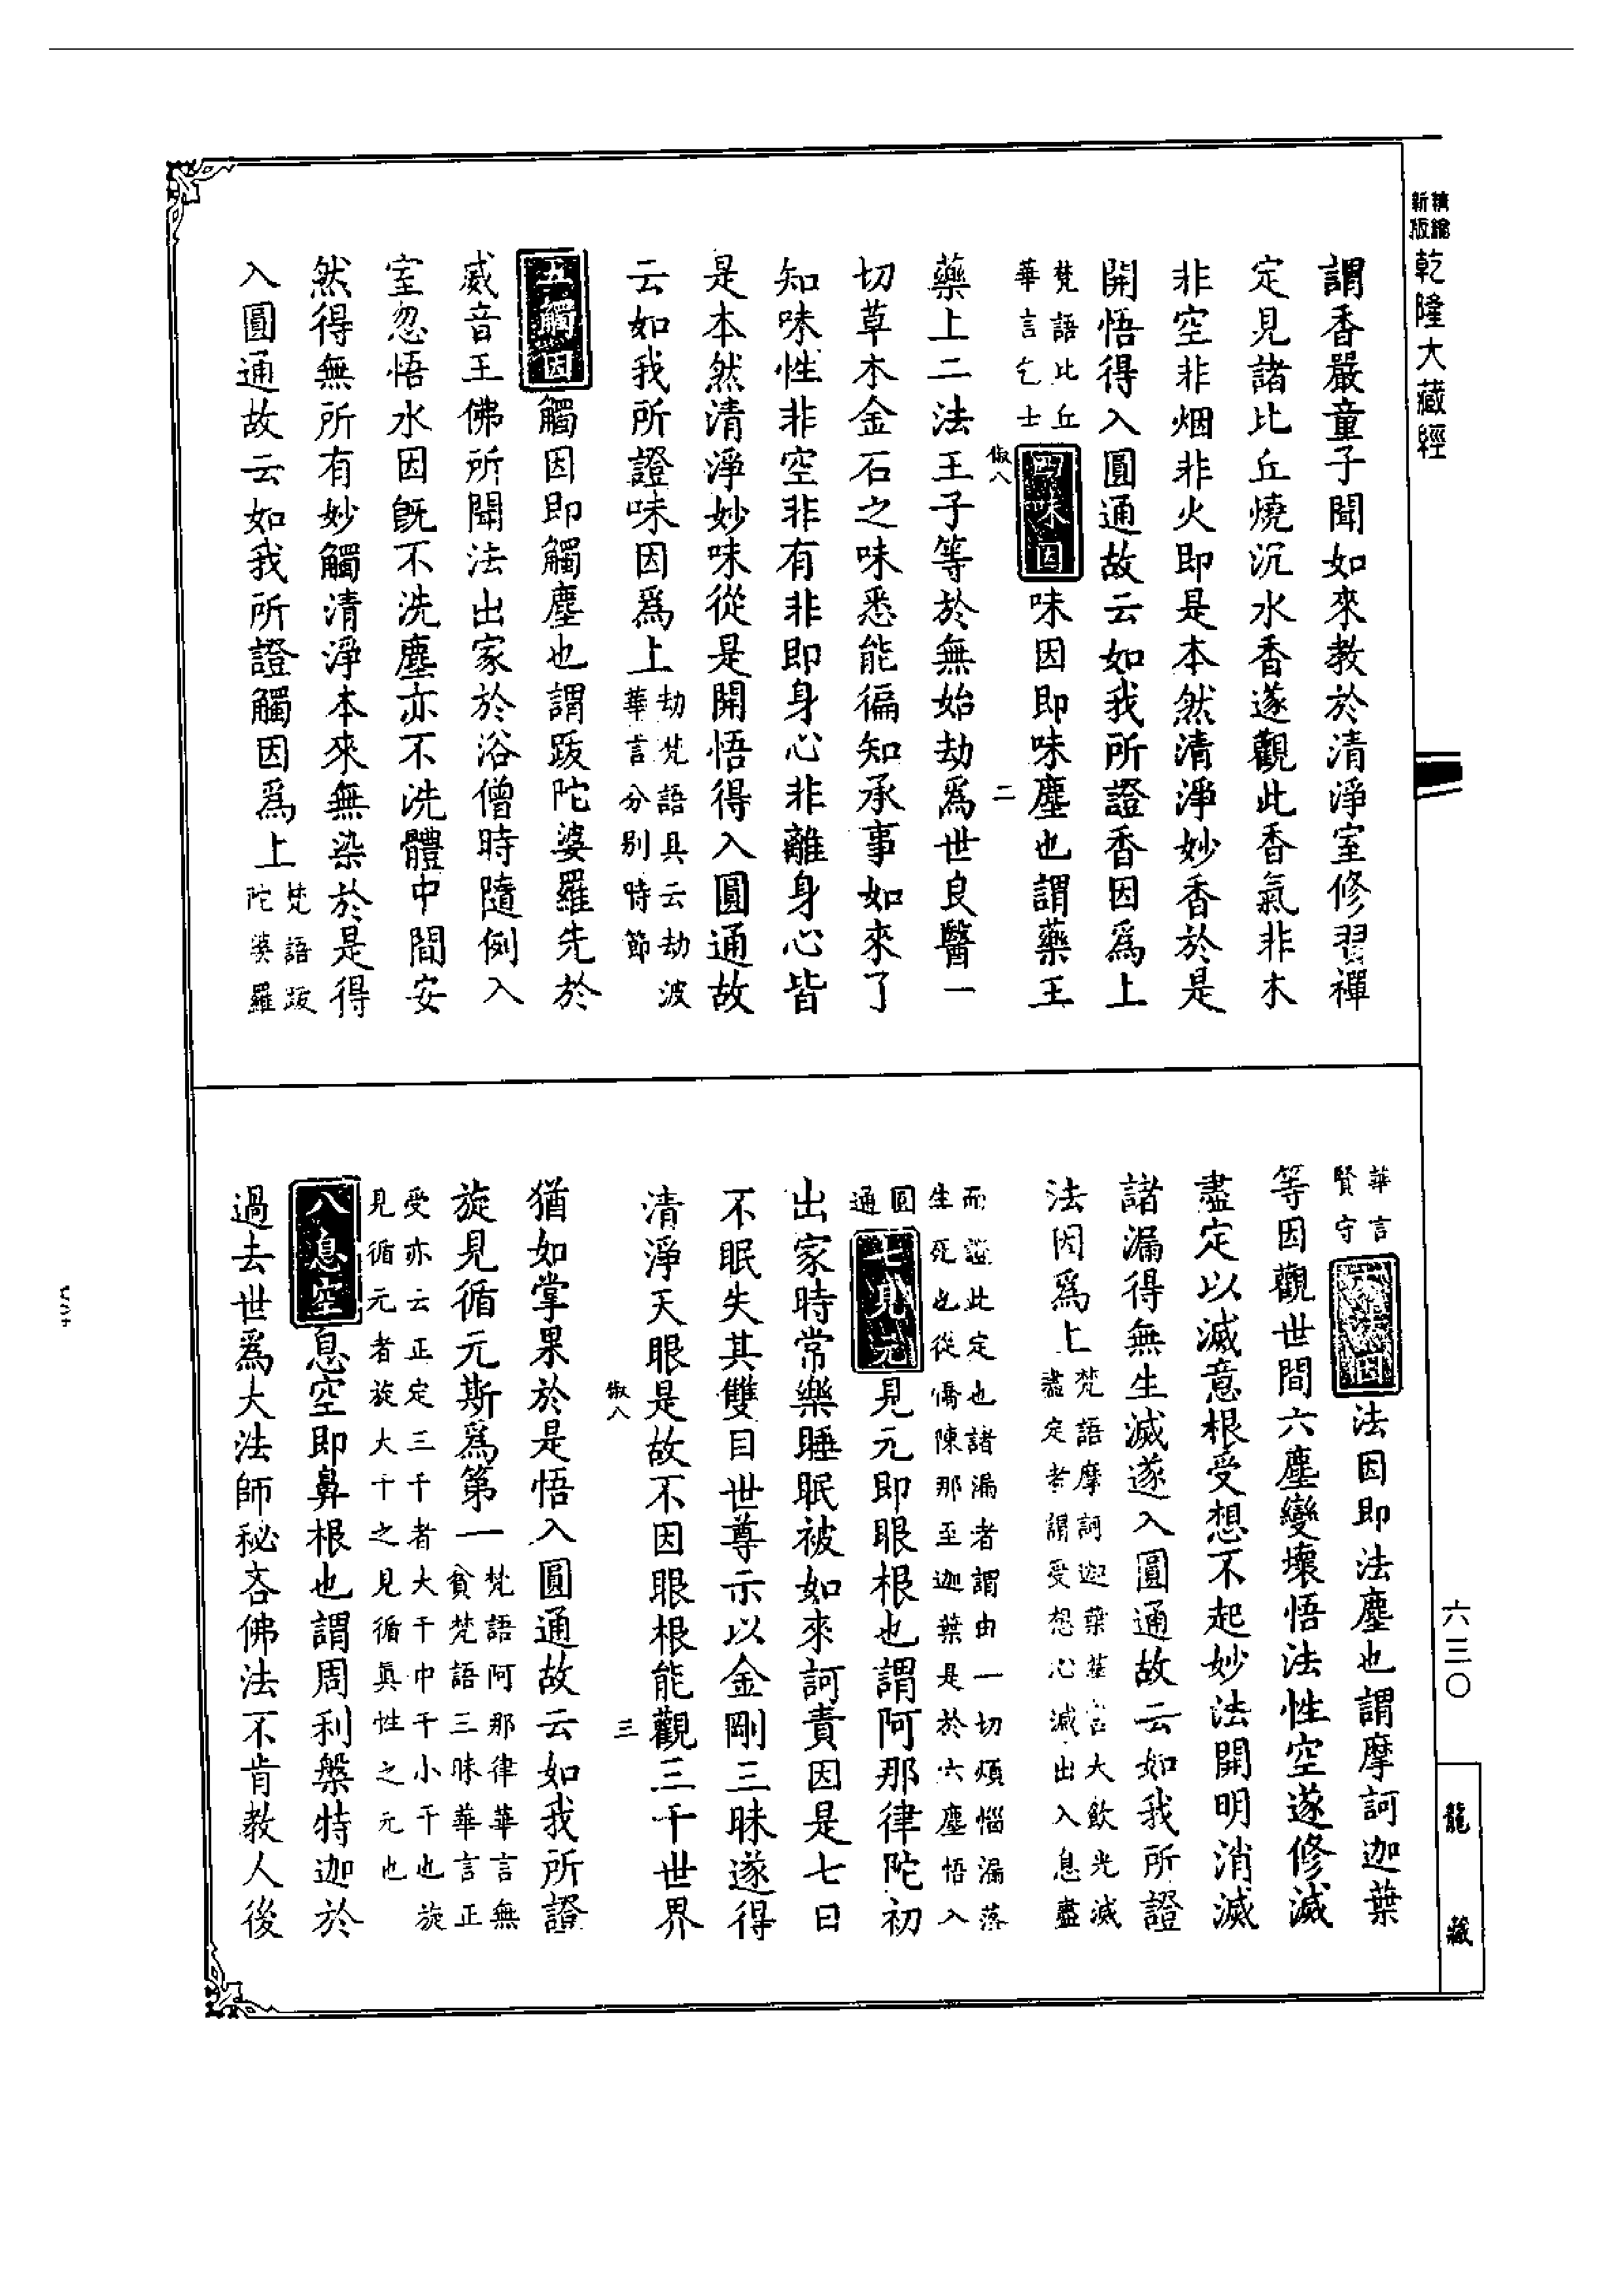 新版精縮乾隆大藏經
謂香嚴童子聞如來教於清淨室修習禪
定見諸比丘燒沉水香遂觀此香氣非木
非空非烟非火即是本然清淨妙香於是
開悟得入圓通故云如我所證香因爲上
梵語比丘華言乞士四味因味因即味塵也謂藥王
俶八 二
藥上二法王子等於無始劫爲世良醫一
切草木金石之味悉能徧知承事如來了
知味性非空非有非即身心非離身心皆
是本然清淨妙味從是開悟得入圓通故
云如我所證味因爲上劫梵語具云劫波華言分別時節
五觸因觸因即觸塵也謂跋陀婆羅先於
威音王佛所聞法出家於浴僧時隨例入
室忽悟水因旣不洗塵亦不洗體中間安
然得無所有妙觸清淨本來無染於是得
入圓通故云如我所證觸因爲上梵語跋陀婆羅
華言賢守六法因法因即法塵也謂摩訶迦葉
等因觀世間六塵變壞悟法性空遂修滅
盡定以滅意根受想不起妙法開明消滅
諸漏得無生滅遂入圓通故云如我所證
法因爲上梵語摩訶迦葉華言大飲光滅盡定者謂受想心滅出入息盡
而證此定也諸漏者謂由一切煩惱漏落生死也從憍陳那至迦葉是於六塵悟入
圓通七見元見元即眼根也謂阿那律陀初
出家時常樂睡眠被如來訶責因是七日
不眠失其雙目世尊示以金剛三昧遂得
清淨天眼是故不因眼根能觀三千世界
俶八 三
猶如掌果於是悟入圓通故云如我所證
旋見循元斯爲第一梵語阿那律華言無貪梵語三昧華言正
受亦云正定三千者大千中千小千也旋見循元者旋大千之見循眞性之元也
八息空息空即鼻根也謂周利槃特迦於
過去世爲大法師秘吝佛法不肯教人後
六三〇
龍藏